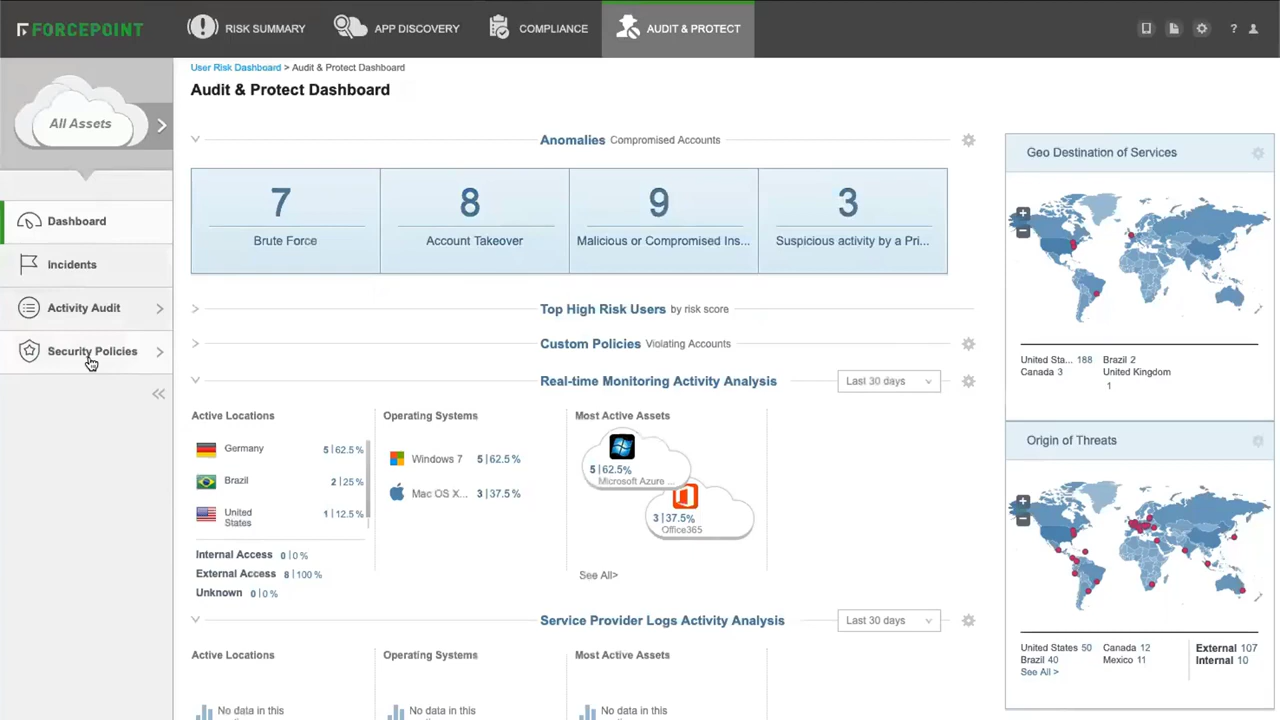 FORCEPOINT
RISK SUMMARY
APP DISCOVERY
COMPLIANCE
AUDIT & PROTECT
?
All Assets
Dashboard
Incidents
Activity Audit
Security Policies
User Risk Dashboard > Audit & Protect Dashboard
Audit & Protect Dashboard
Anomalies Compromised Accounts
7
Brute Force
8
Account Takeover
9
Malicious or Compromised Ins...
3
Suspicious activity by a Pri...
Top High Risk Users by risk score
Custom Policies Violating Accounts
Real-time Monitoring Activity Analysis
Last 30 days
Active Locations
Germany 5 | 62.5%
Brazil 2 | 25%
United
States 1 | 12.5%
Internal Access 0 | 0%
External Access 8 | 100%
Unknown 0 | 0%
Operating Systems
Windows 7 5 | 62.5%
Mac OS X... 3 | 37.5%
Most Active Assets
5 | 62.5%
Microsoft Azure ...
3 | 37.5%
Office365
See All>
Service Provider Logs Activity Analysis
Last 30 days
Active Locations
No data in this
Operating Systems
No data in this
Most Active Assets
No data in this
Geo Destination of Services
+
−
United Sta... 188
Canada 3
Brazil 2
United Kingdom
1
Origin of Threats
+
−
United States 50
Brazil 40
See All >
Canada 12
Mexico 11
External 107
Internal 10